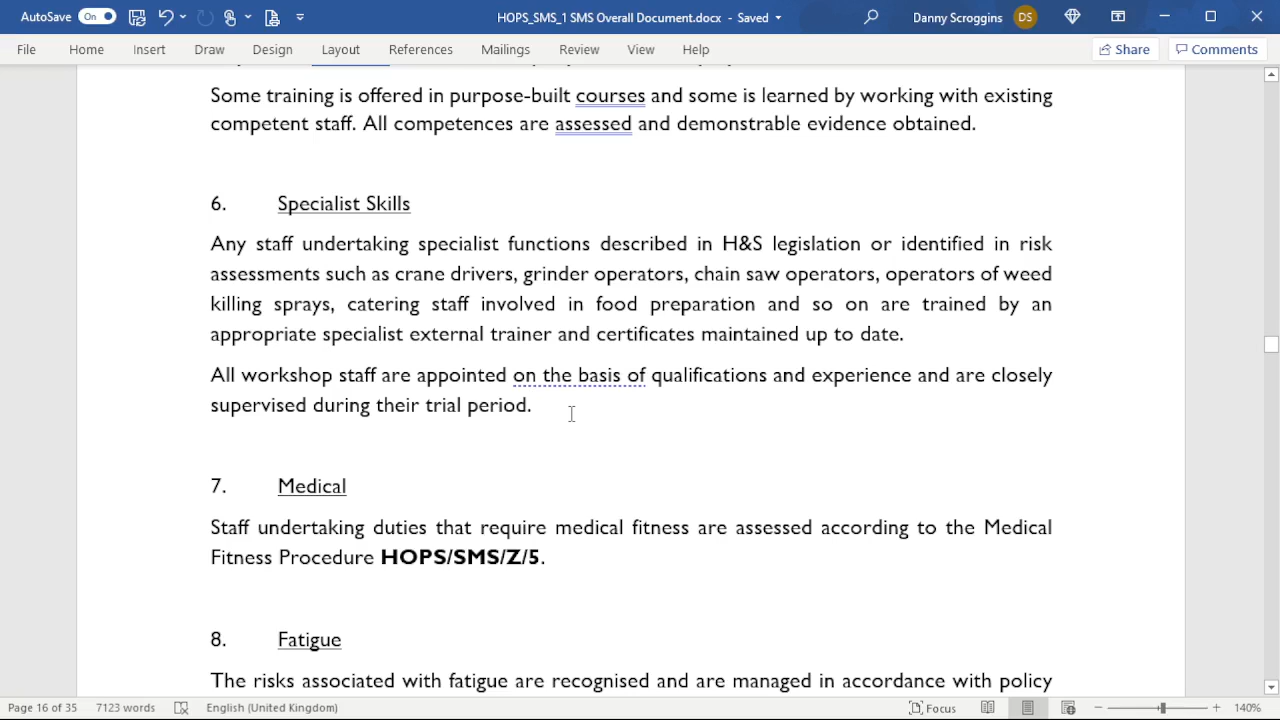 AutoSave On HOPS_SMS_1 SMS Overall Document.docx - Saved Danny Scroggins DS
File Home Insert Draw Design Layout References Mailings Review View Help Share Comments
Some training is offered in purpose-built courses and some is learned by working with existing
competent staff. All competences are assessed and demonstrable evidence obtained.
6. Specialist Skills
Any staff undertaking specialist functions described in H&S legislation or identified in risk
assessments such as crane drivers, grinder operators, chain saw operators, operators of weed
killing sprays, catering staff involved in food preparation and so on are trained by an
appropriate specialist external trainer and certificates maintained up to date.
All workshop staff are appointed on the basis of qualifications and experience and are closely
supervised during their trial period.
7. Medical
Staff undertaking duties that require medical fitness are assessed according to the Medical
Fitness Procedure HOPS/SMS/Z/5.
8. Fatigue
The risks associated with fatigue are recognised and are managed in accordance with policy
Page 16 of 35 7123 words English (United Kingdom) Focus 140%